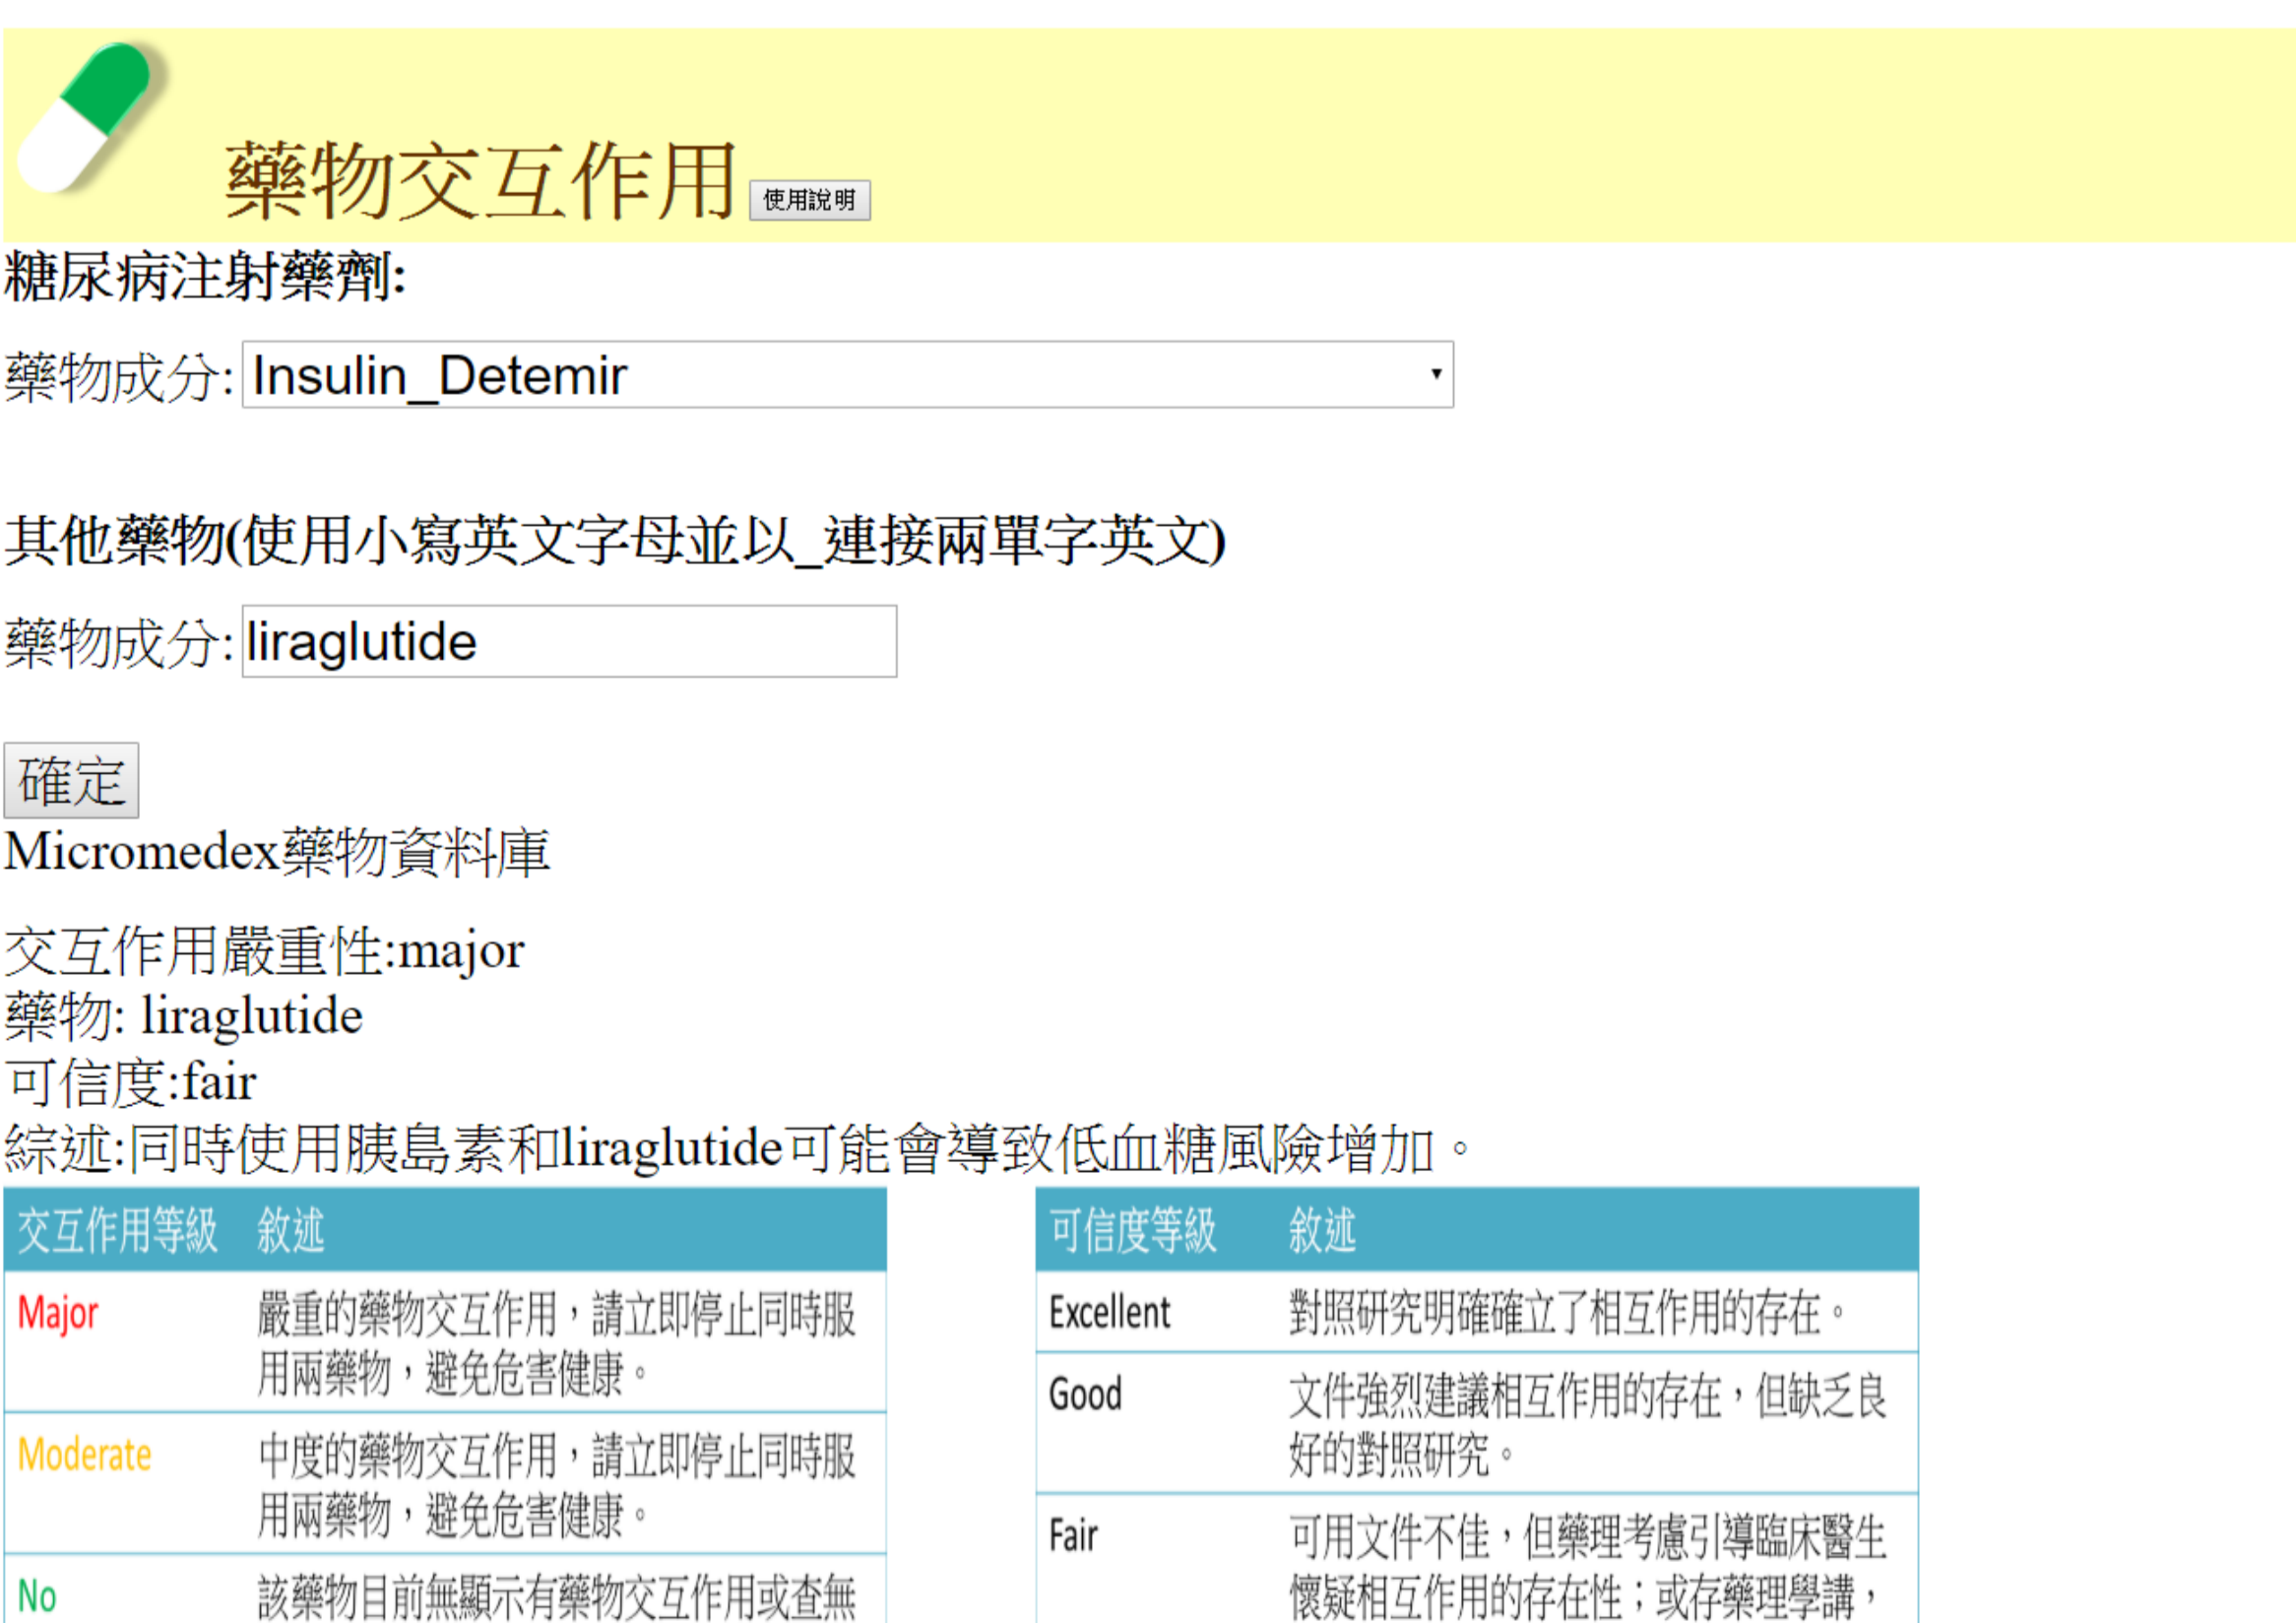 藥物交互作用 使用說明
糖尿病注射藥劑:
藥物成分: Insulin_Detemir
其他藥物(使用小寫英文字母並以_連接兩單字英文)
藥物成分: liraglutide
確定
Micromedex藥物資料庫
交互作用嚴重性:major
藥物: liraglutide
可信度:fair
綜述:同時使用胰島素和liraglutide可能會導致低血糖風險增加。
交互作用等級 敘述
Major 嚴重的藥物交互作用，請立即停止同時服
用兩藥物，避免危害健康。
Moderate 中度的藥物交互作用，請立即停止同時服
用兩藥物，避免危害健康。
No 該藥物目前無顯示有藥物交互作用或查無
可信度等級 敘述
Excellent 對照研究明確確立了相互作用的存在。
Good 文件強烈建議相互作用的存在，但缺乏良
好的對照研究。
Fair 可用文件不佳，但藥理考慮引導臨床醫生
懷疑相互作用的存在性；或存藥理學講，